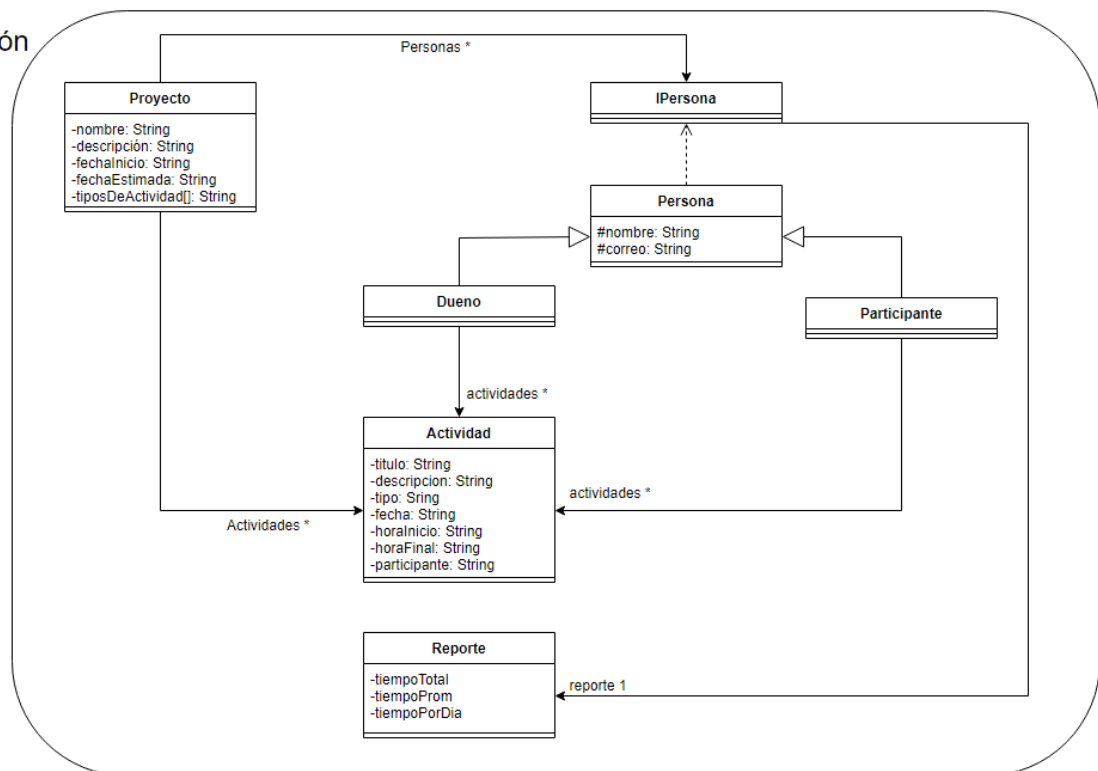 ón
Personas *
Proyecto
-nombre: String
-descripción: String
-fechaInicio: String
-fechaEstimada: String
-tiposDeActividad[]: String
IPersona
Persona
#nombre: String
#correo: String
Dueno
Participante
actividades *
Actividad
-titulo: String
-descripcion: String
-tipo: Sring
-fecha: String
-horaInicio: String
-horaFinal: String
-participante: String
actividades *
Actividades *
Reporte
-tiempoTotal
-tiempoProm
-tiempoPorDia
reporte 1